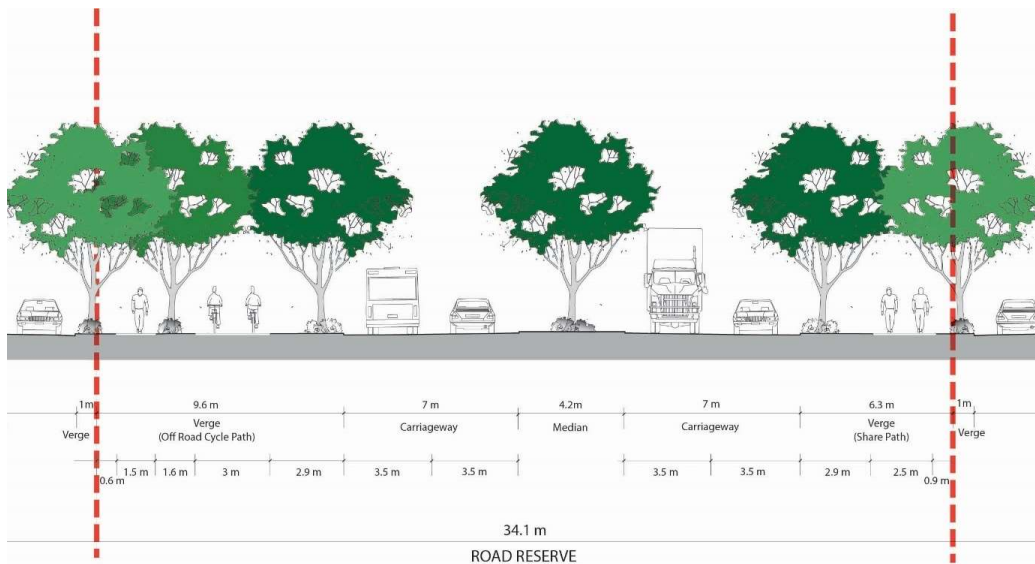 1m
9.6 m
7 m
4.2m
7 m
6.3 m
1m
Verge
Verge
(Off Road Cycle Path)
Carriageway
Median
Carriageway
Verge
(Share Path)
Verge
0.6 m
1.5 m
1.6 m
3 m
2.9 m
3.5 m
3.5 m
3.5 m
3.5 m
2.9 m
2.5 m
0.9 m
34.1 m
ROAD RESERVE